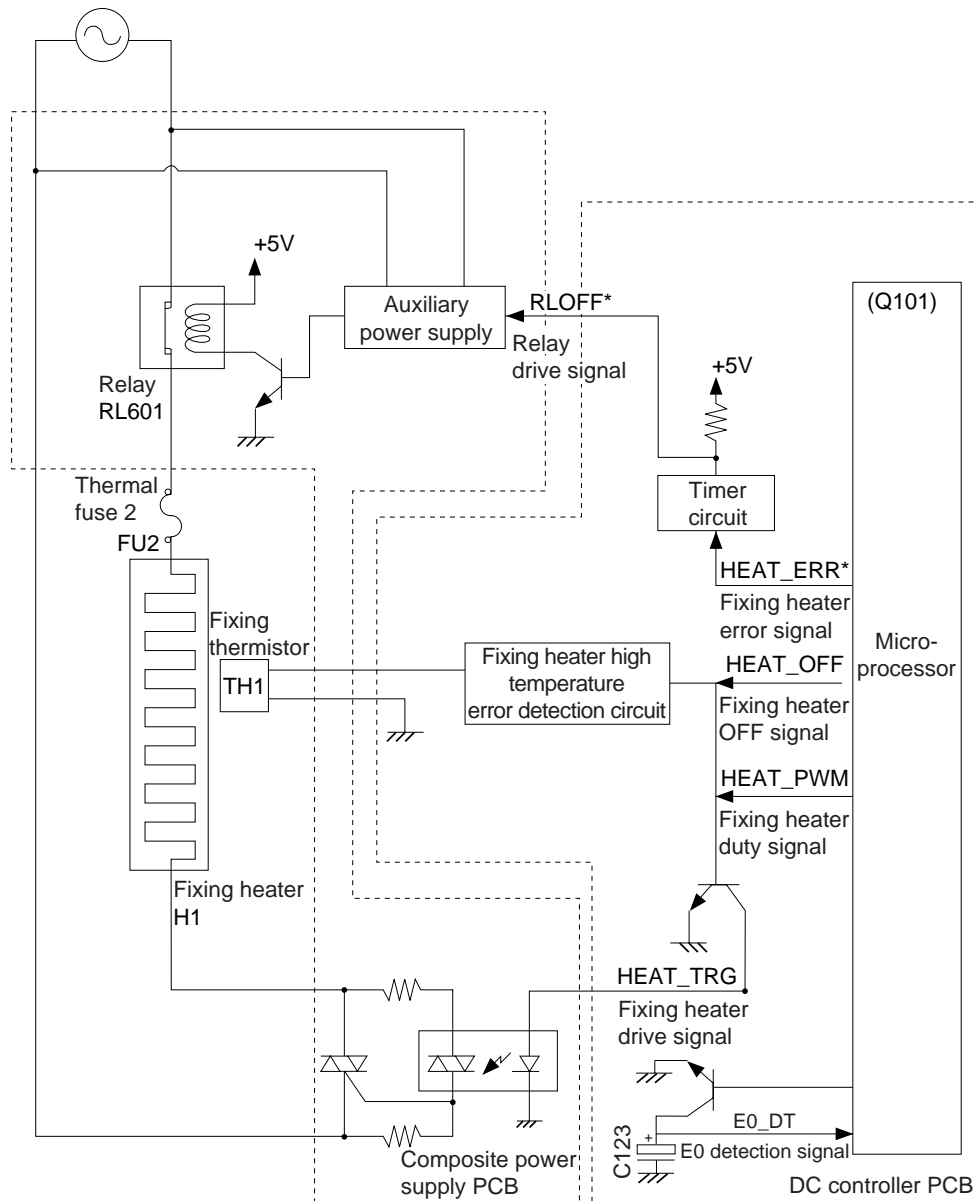 +5V
(Q101)
Auxiliary
power supply
RLOFF*
Relay
drive signal
+5V
Relay
RL601
Thermal
fuse 2
FU2
Timer
circuit
HEAT_ERR*
Fixing heater
error signal
Micro-
processor
Fixing
thermistor
TH1
Fixing heater high
temperature
error detection circuit
HEAT_OFF
Fixing heater
OFF signal
HEAT_PWM
Fixing heater
duty signal
Fixing heater
H1
HEAT_TRG
Fixing heater
drive signal
C123
+
E0_DT
E0 detection signal
Composite power
supply PCB
DC controller PCB